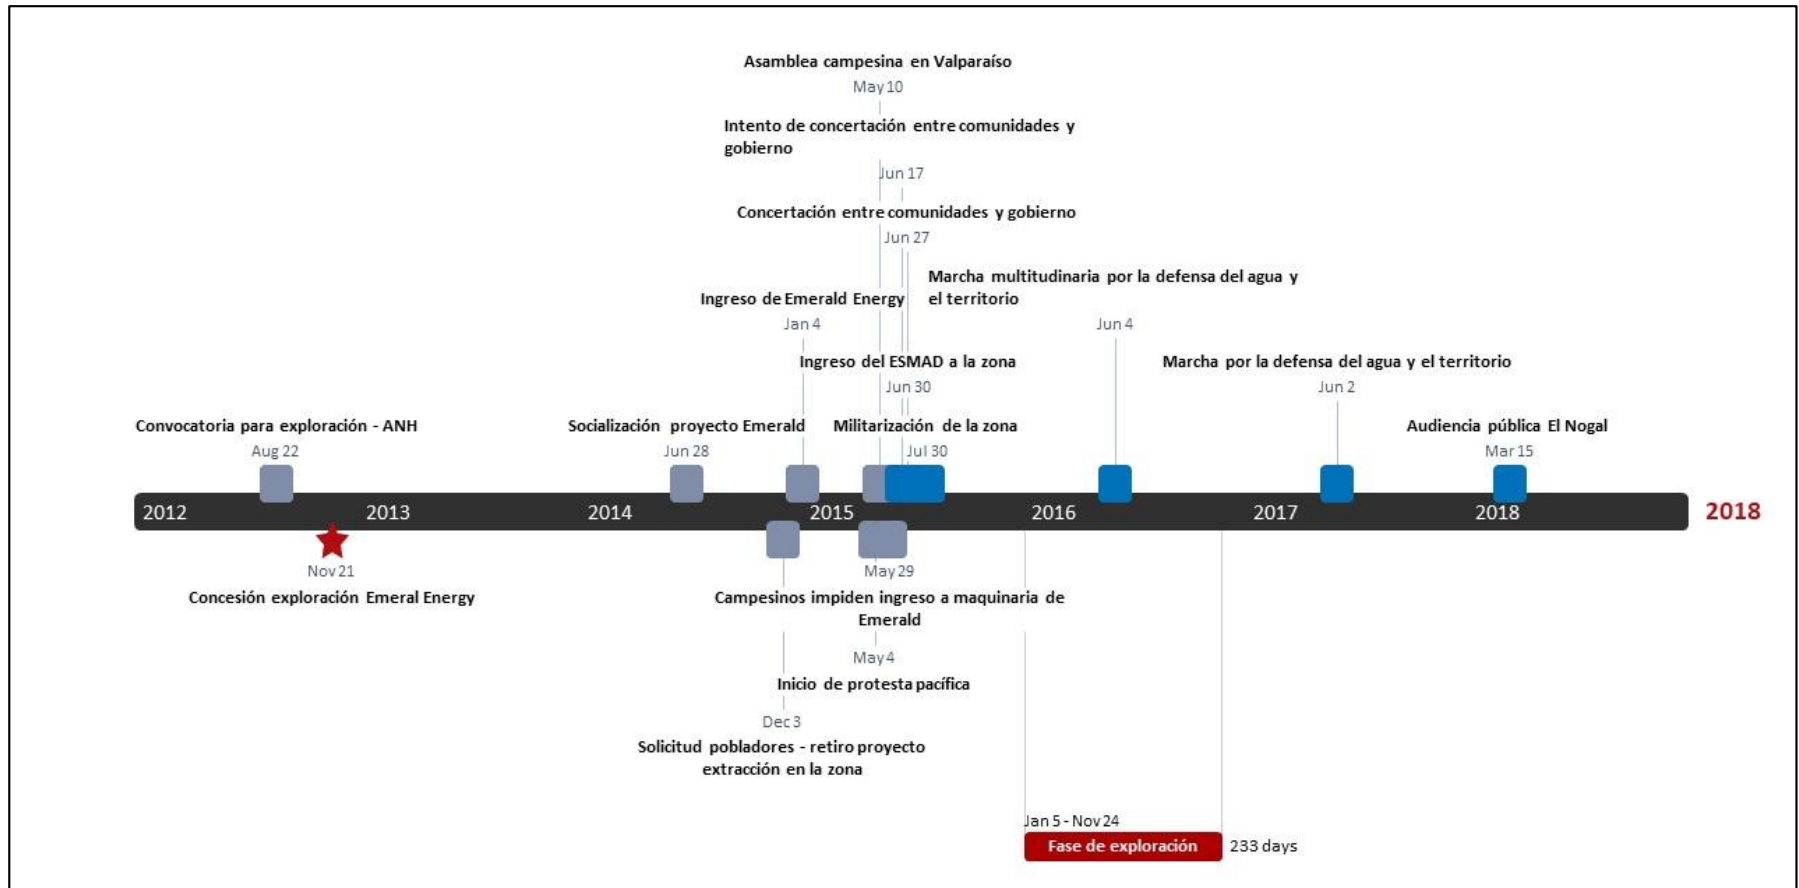 Asamblea campesina en Valparaíso
May 10
Intento de concertación entre comunidades y
gobierno
Jun 17
Concertación entre comunidades y gobierno
Jun 27
Marcha multitudinaria por la defensa del agua y
el territorio
Jun 4
Ingreso de Emerald Energy
Jan 4
Ingreso del ESMAD a la zona
Jun 30
Marcha por la defensa del agua y el territorio
Jun 2
Convocatoria para exploración - ANH
Aug 22
Socialización proyecto Emerald
Jun 28
Militarización de la zona
Jul 30
Audiencia pública El Nogal
Mar 15
2012 2013 2014 2015 2016 2017 2018 2018
Nov 21
Concesión exploración Emeral Energy
May 29
Campesinos impiden ingreso a maquinaria de
Emerald
May 4
Inicio de protesta pacífica
Dec 3
Solicitud pobladores - retiro proyecto
extracción en la zona
Jan 5 - Nov 24
Fase de exploración 233 days